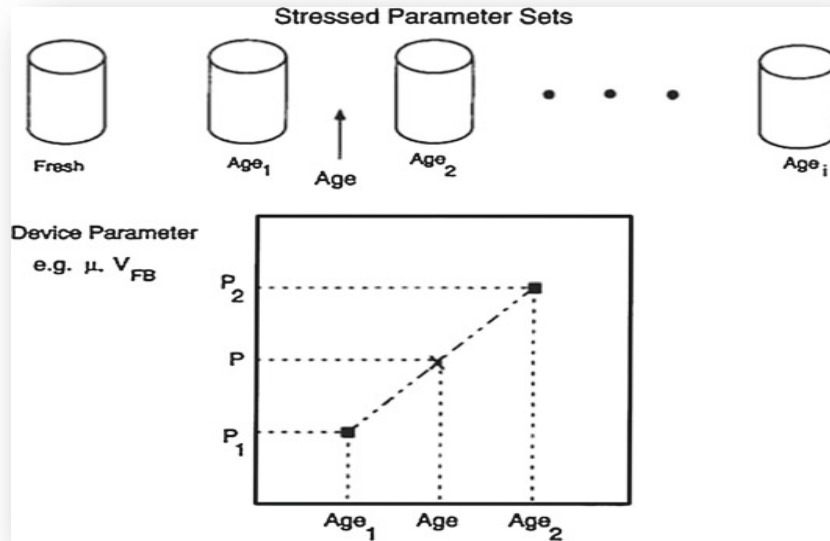 Stressed Parameter Sets
Fresh
Age1
Age
Age2
Agei
Device Parameter
e.g. μ, VFB
P2
P
P1
Age1 Age Age2